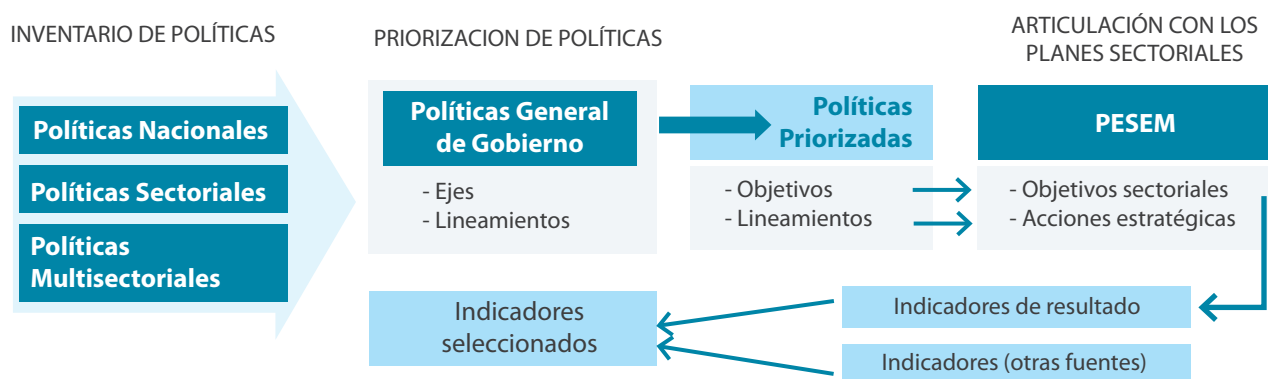 INVENTARIO DE POLÍTICAS
PRIORIZACION DE POLÍTICAS
ARTICULACIÓN CON LOS
PLANES SECTORIALES
Políticas Nacionales
Políticas Sectoriales
Políticas
Multisectoriales
Políticas General
de Gobierno
- Ejes
- Lineamientos
Políticas
Priorizadas
- Objetivos
- Lineamientos
PESEM
- Objetivos sectoriales
- Acciones estratégicas
Indicadores
seleccionados
Indicadores de resultado
Indicadores (otras fuentes)